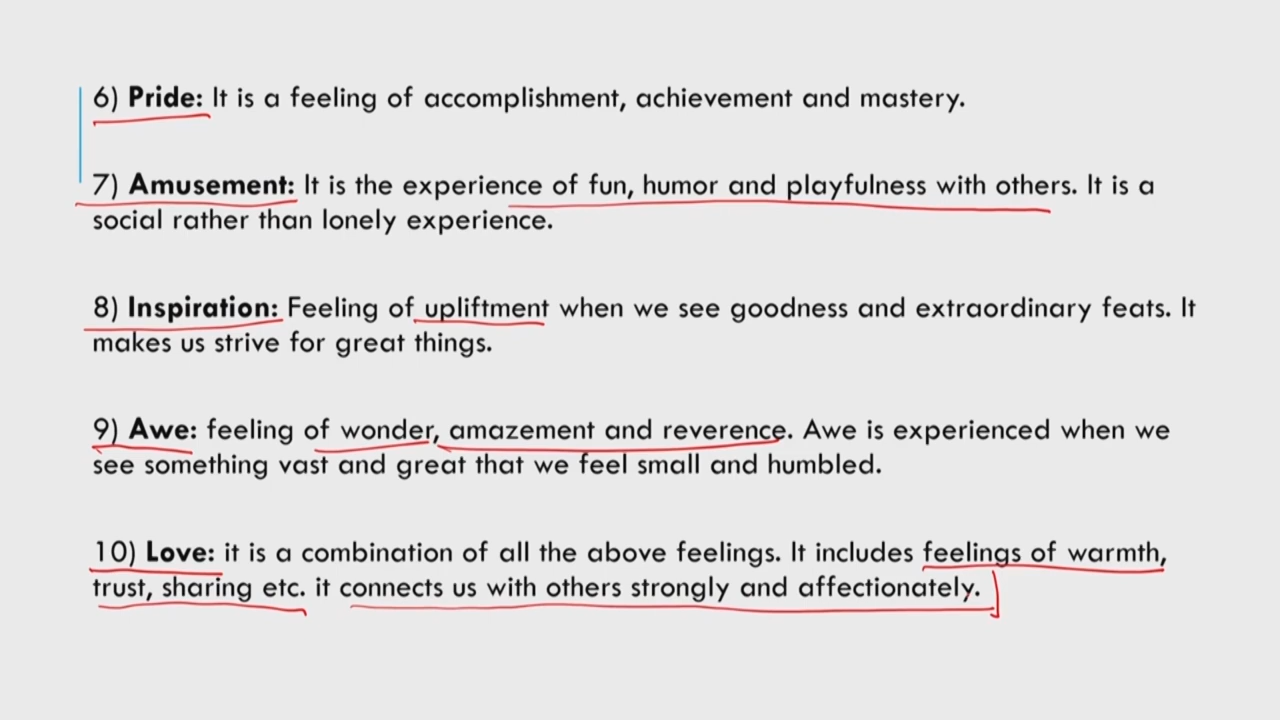 6) Pride: It is a feeling of accomplishment, achievement and mastery.
7) Amusement: It is the experience of fun, humor and playfulness with others. It is a
social rather than lonely experience.
8) Inspiration: Feeling of upliftment when we see goodness and extraordinary feats. It
makes us strive for great things.
9) Awe: feeling of wonder, amazement and reverence. Awe is experienced when we
see something vast and great that we feel small and humbled.
10) Love: it is a combination of all the above feelings. It includes feelings of warmth,
trust, sharing etc. it connects us with others strongly and affectionately.